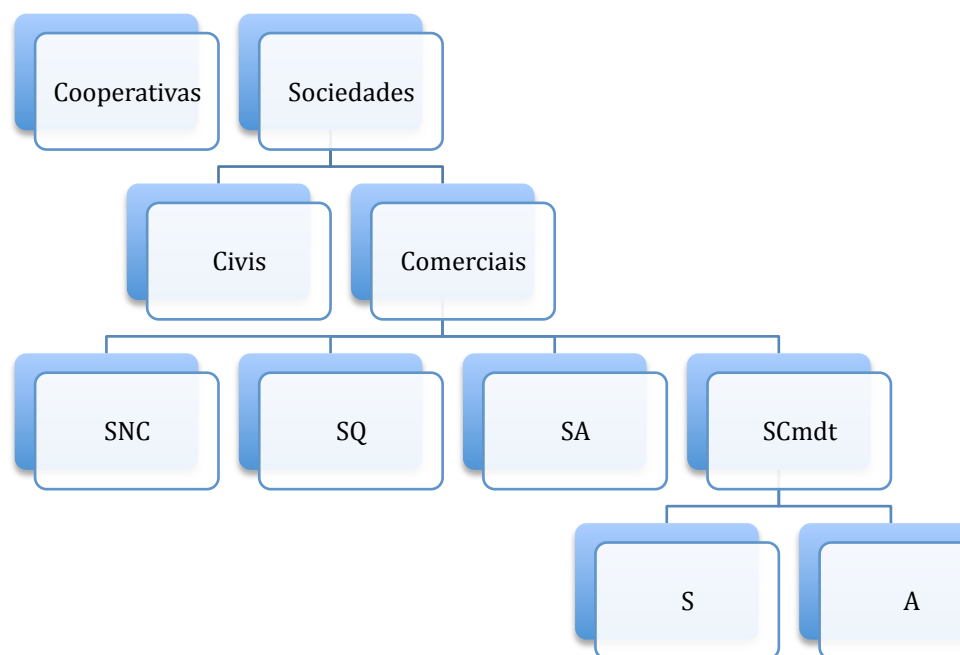 Cooperativas
Sociedades
Civis
Comerciais
SNC
SQ
SA
SCmdt
S
A